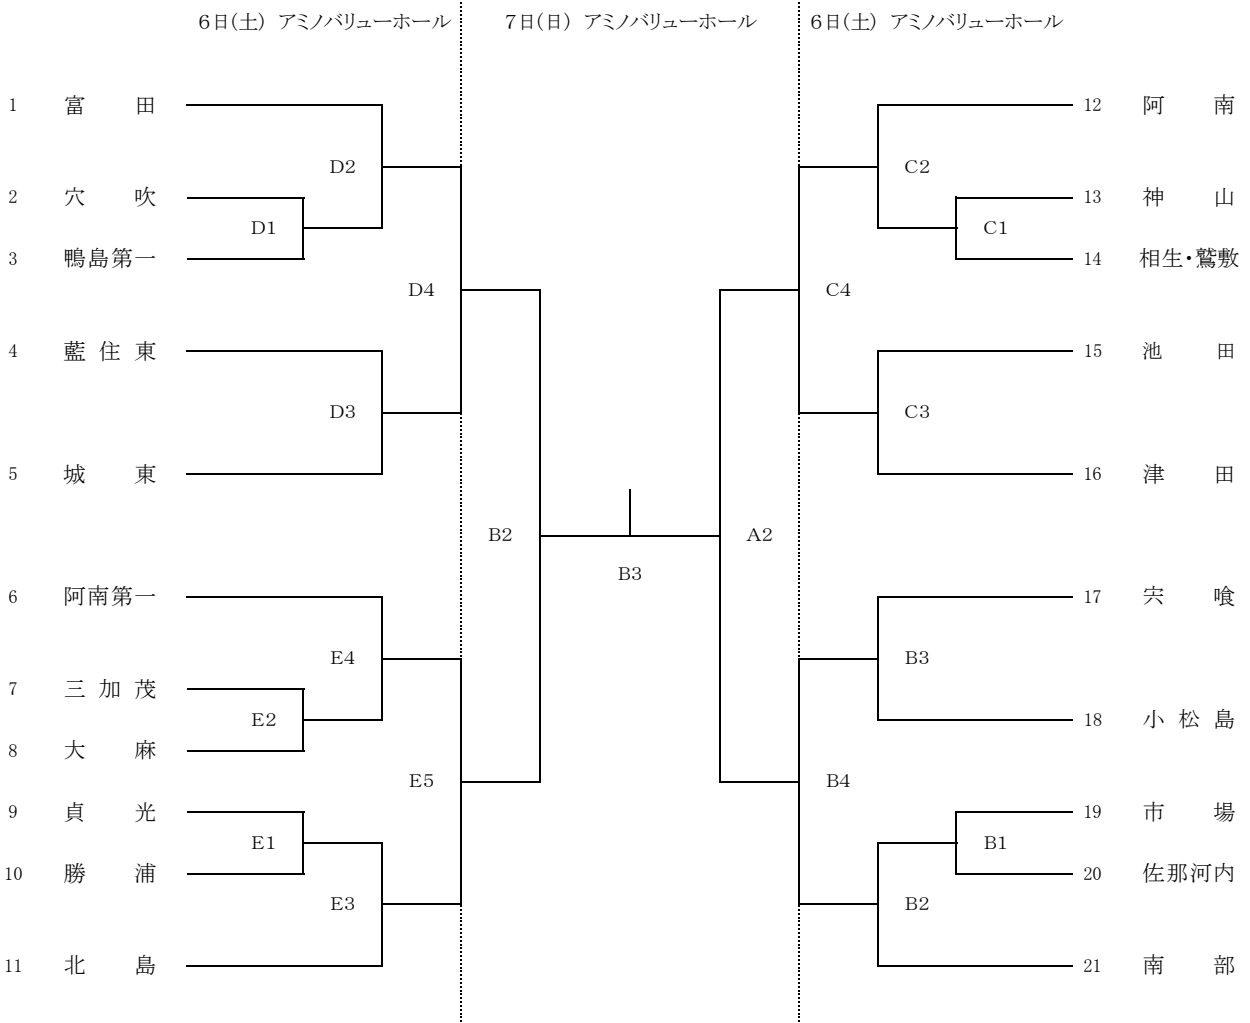 6日(土) アミノバリューホール 7日(日) アミノバリューホール 6日(土) アミノバリューホール
1 富田 12 阿南
D2 C2
2 穴吹 13 神山
D1 C1
3 鴨島第一 14 相生・鷲敷
D4 C4
4 藍住東 15 池田
D3 C3
5 城東 16 津田
B2 A2
B3
6 阿南第一 17 宍喰
E4 B3
7 三加茂
E2 18 小松島
8 大麻
E5 B4
9 貞光 19 市場
E1 B1
10 勝浦 20 佐那河内
E3 B2
11 北島 21 南部